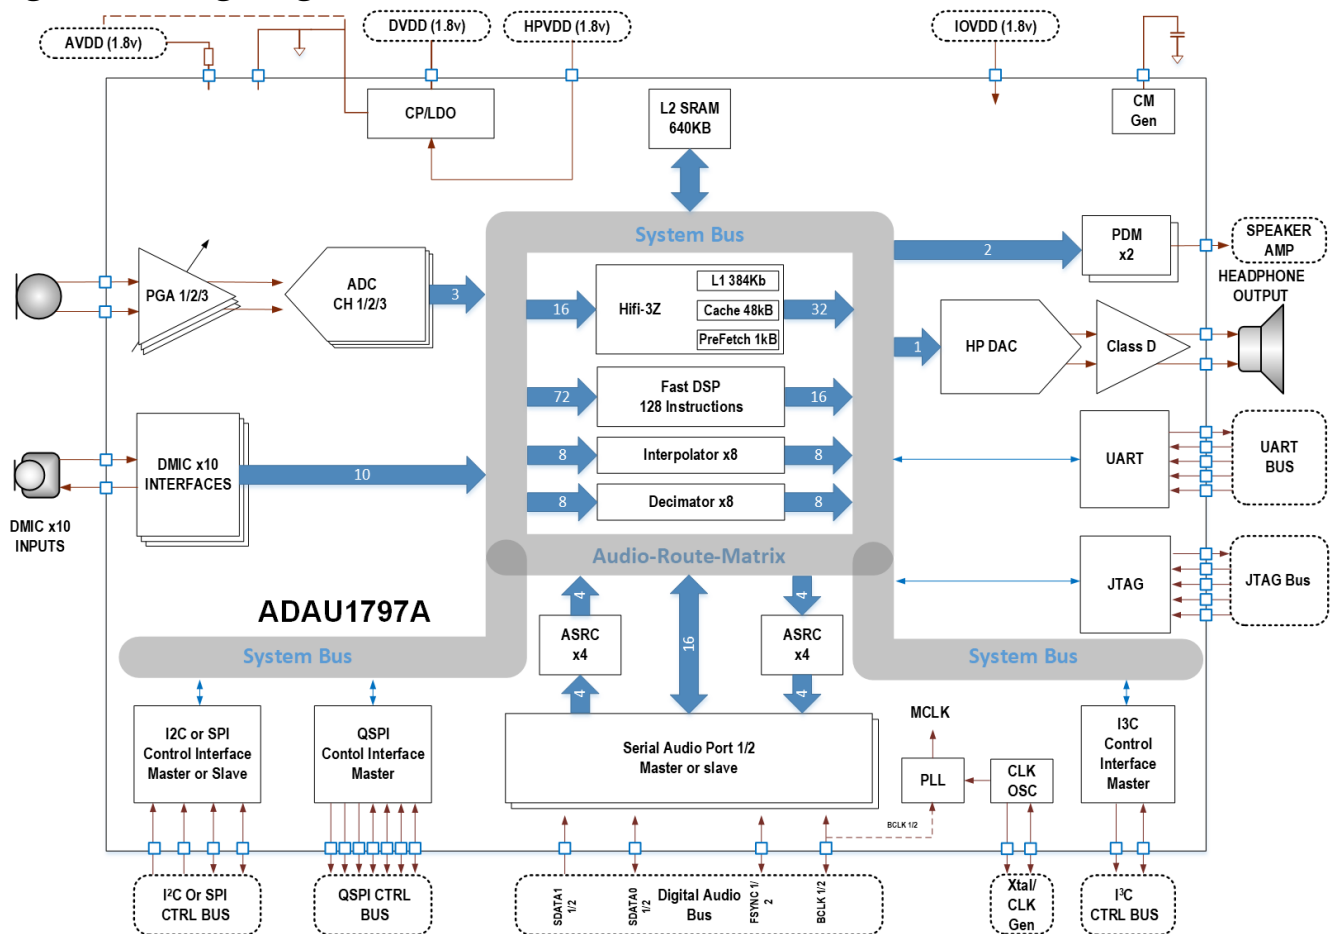 AVDD (1.8v)
DVDD (1.8v)
HPVDD (1.8v)
IOVDD (1.8v)
CP/LDO
L2 SRAM
640KB
CM
Gen
System Bus
PGA 1/2/3
ADC
CH 1/2/3
3
16
Hifi-3Z
L1 384Kb
Cache 48kB
PreFetch 1kB
32
2
PDM
x2
SPEAKER
AMP
HEADPHONE
OUTPUT
1
HP DAC
Class D
72
Fast DSP
128 Instructions
16
8
Interpolator x8
8
8
Decimator x8
8
DMIC x10
INTERFACES
10
DMIC x10
INPUTS
UART
UART
BUS
Audio-Route-Matrix
JTAG
JTAG Bus
ADAU1797A
4
ASRC
x4
4
16
4
ASRC
x4
4
System Bus
System Bus
I2C or SPI
Control Interface
Master or Slave
QSPI
Contol Interface
Master
Serial Audio Port 1/2
Master or slave
MCLK
PLL
CLK
OSC
I3C
Control
Interface
Master
BCLK 1/2
I²C Or SPI
CTRL BUS
QSPI CTRL
BUS
SDATA1
1/2
SDATA0
1/2
Digital Audio
Bus
FSYNC 1/
2
BCLK 1/2
Xtal/
CLK
Gen
I³C
CTRL BUS